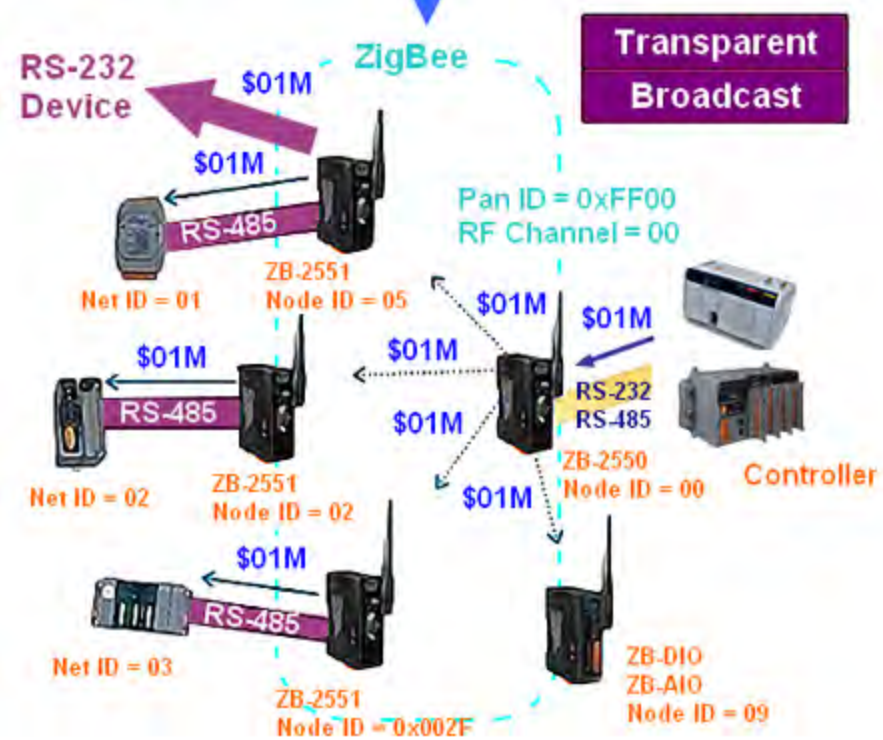 RS-232
Device
$01M
ZigBee
Transparent
Broadcast
$01M
RS-485
Net ID = 01
ZB-2551
Node ID = 05
Pan ID = 0xFF00
RF Channel = 00
$01M
$01M
$01M
$01M
RS-485
$01M
RS-232
RS-485
Net ID = 02
ZB-2551
Node ID = 02
$01M
ZB-2550
Node ID = 00
Controller
$01M
RS-485
Net ID = 03
ZB-2551
Node ID = 0x002F
ZB-DIO
ZB-AIO
Node ID = 09